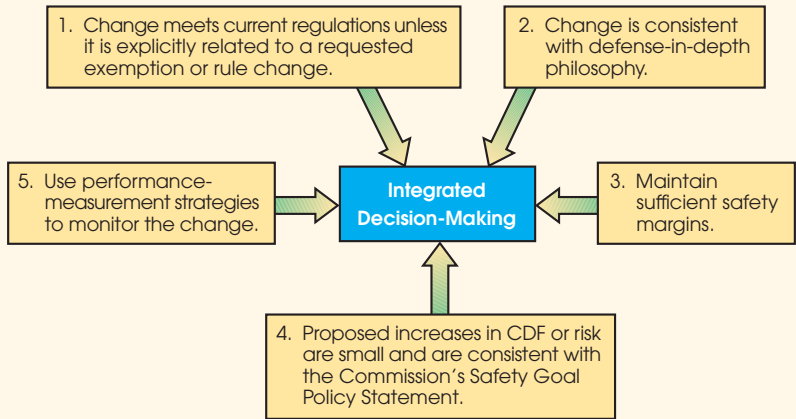 1. Change meets current regulations unless
it is explicitly related to a requested
exemption or rule change.
2. Change is consistent
with defense-in-depth
philosophy.
5. Use performance-
measurement strategies
to monitor the change.
Integrated
Decision-Making
3. Maintain
sufficient safety
margins.
4. Proposed increases in CDF or risk
are small and are consistent with
the Commission's Safety Goal
Policy Statement.